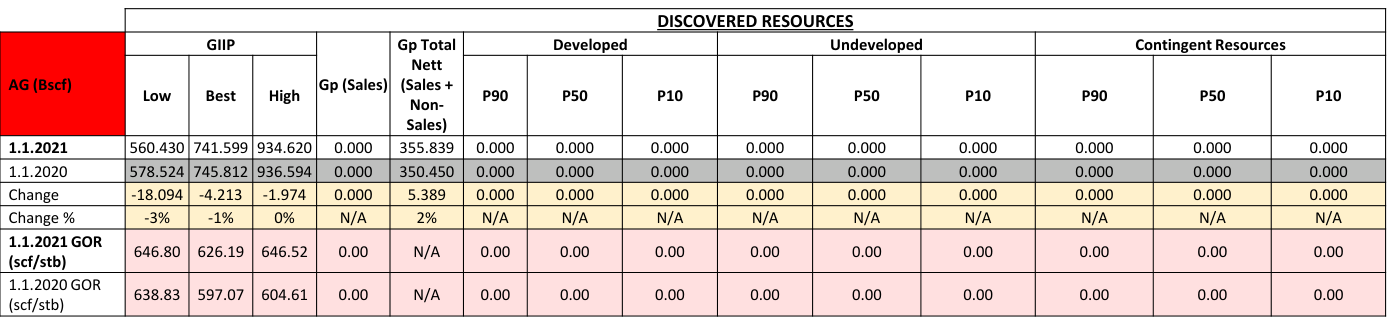 DISCOVERED RESOURCES
AG (Bscf) GIIP Gp (Sales) Gp Total Nett (Sales + Non-Sales) Developed Undeveloped Contingent Resources
Low Best High P90 P50 P10 P90 P50 P10 P90 P50 P10
1.1.2021 560.430 741.599 934.620 0.000 355.839 0.000 0.000 0.000 0.000 0.000 0.000 0.000 0.000 0.000
1.1.2020 578.524 745.812 936.594 0.000 350.450 0.000 0.000 0.000 0.000 0.000 0.000 0.000 0.000 0.000
Change -18.094 -4.213 -1.974 0.000 5.389 0.000 0.000 0.000 0.000 0.000 0.000 0.000 0.000 0.000
Change % -3% -1% 0% N/A 2% N/A N/A N/A N/A N/A N/A N/A N/A N/A
1.1.2021 GOR (scf/stb) 646.80 626.19 646.52 0.00 N/A 0.00 0.00 0.00 0.00 0.00 0.00 0.00 0.00 0.00
1.1.2020 GOR (scf/stb) 638.83 597.07 604.61 0.00 N/A 0.00 0.00 0.00 0.00 0.00 0.00 0.00 0.00 0.00